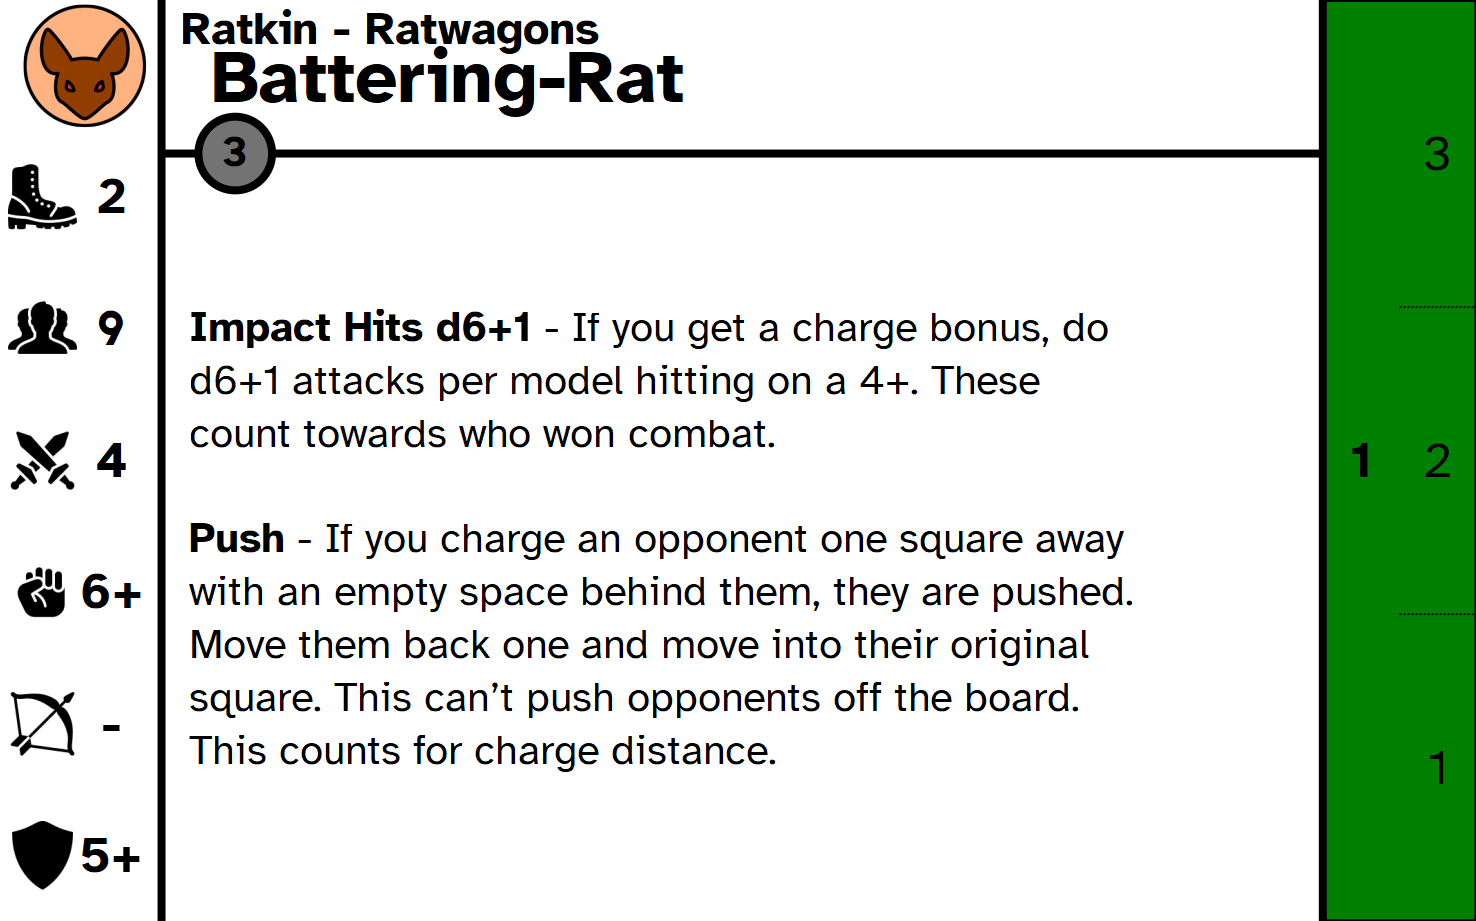 Ratkin - Ratwagons
Battering-Rat
3
2
9
4
6+
-
5+
Impact Hits d6+1 - If you get a charge bonus, do
d6+1 attacks per model hitting on a 4+. These
count towards who won combat.
Push - If you charge an opponent one square away
with an empty space behind them, they are pushed.
Move them back one and move into their original
square. This can’t push opponents off the board.
This counts for charge distance.
3
1 2
1